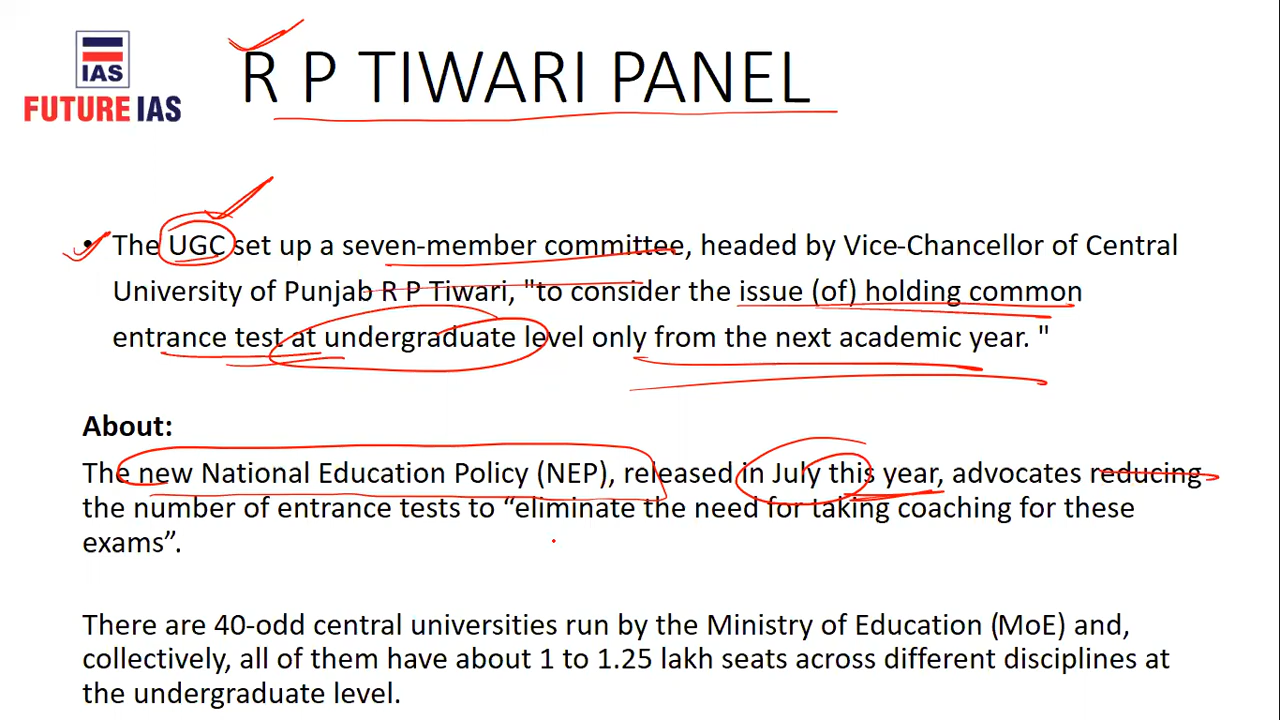 R P TIWARI PANEL
IAS
FUTURE IAS
• The UGC set up a seven-member committee, headed by Vice-Chancellor of Central
University of Punjab R P Tiwari, "to consider the issue (of) holding common
entrance test at undergraduate level only from the next academic year. "
About:
The new National Education Policy (NEP), released in July this year, advocates reducing
the number of entrance tests to “eliminate the need for taking coaching for these
exams”.
There are 40-odd central universities run by the Ministry of Education (MoE) and,
collectively, all of them have about 1 to 1.25 lakh seats across different disciplines at
the undergraduate level.